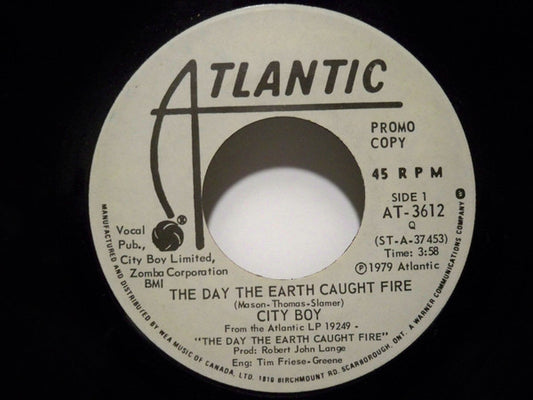 ATLANTIC
PROMO
COPY
45 RPM
SIDE 1
AT-3612
Q
(ST-A-37453)
Time: 3:58
℗ 1979 Atlantic
Vocal
Pub.,
City Boy Limited,
Zomba Corporation
BMI
THE DAY THE EARTH CAUGHT FIRE
(Mason-Thomas-Slamer)
CITY BOY
From the Atlantic LP 19249 -
"THE DAY THE EARTH CAUGHT FIRE"
Prod: Robert John Lange
Eng: Tim Friese-Greene
MANUFACTURED AND DISTRIBUTED BY WEA MUSIC OF CANADA, LTD. 1810 BIRCHMOUNT RD. SCARBOROUGH, ONT. A WARNER COMMUNICATIONS COMPANY